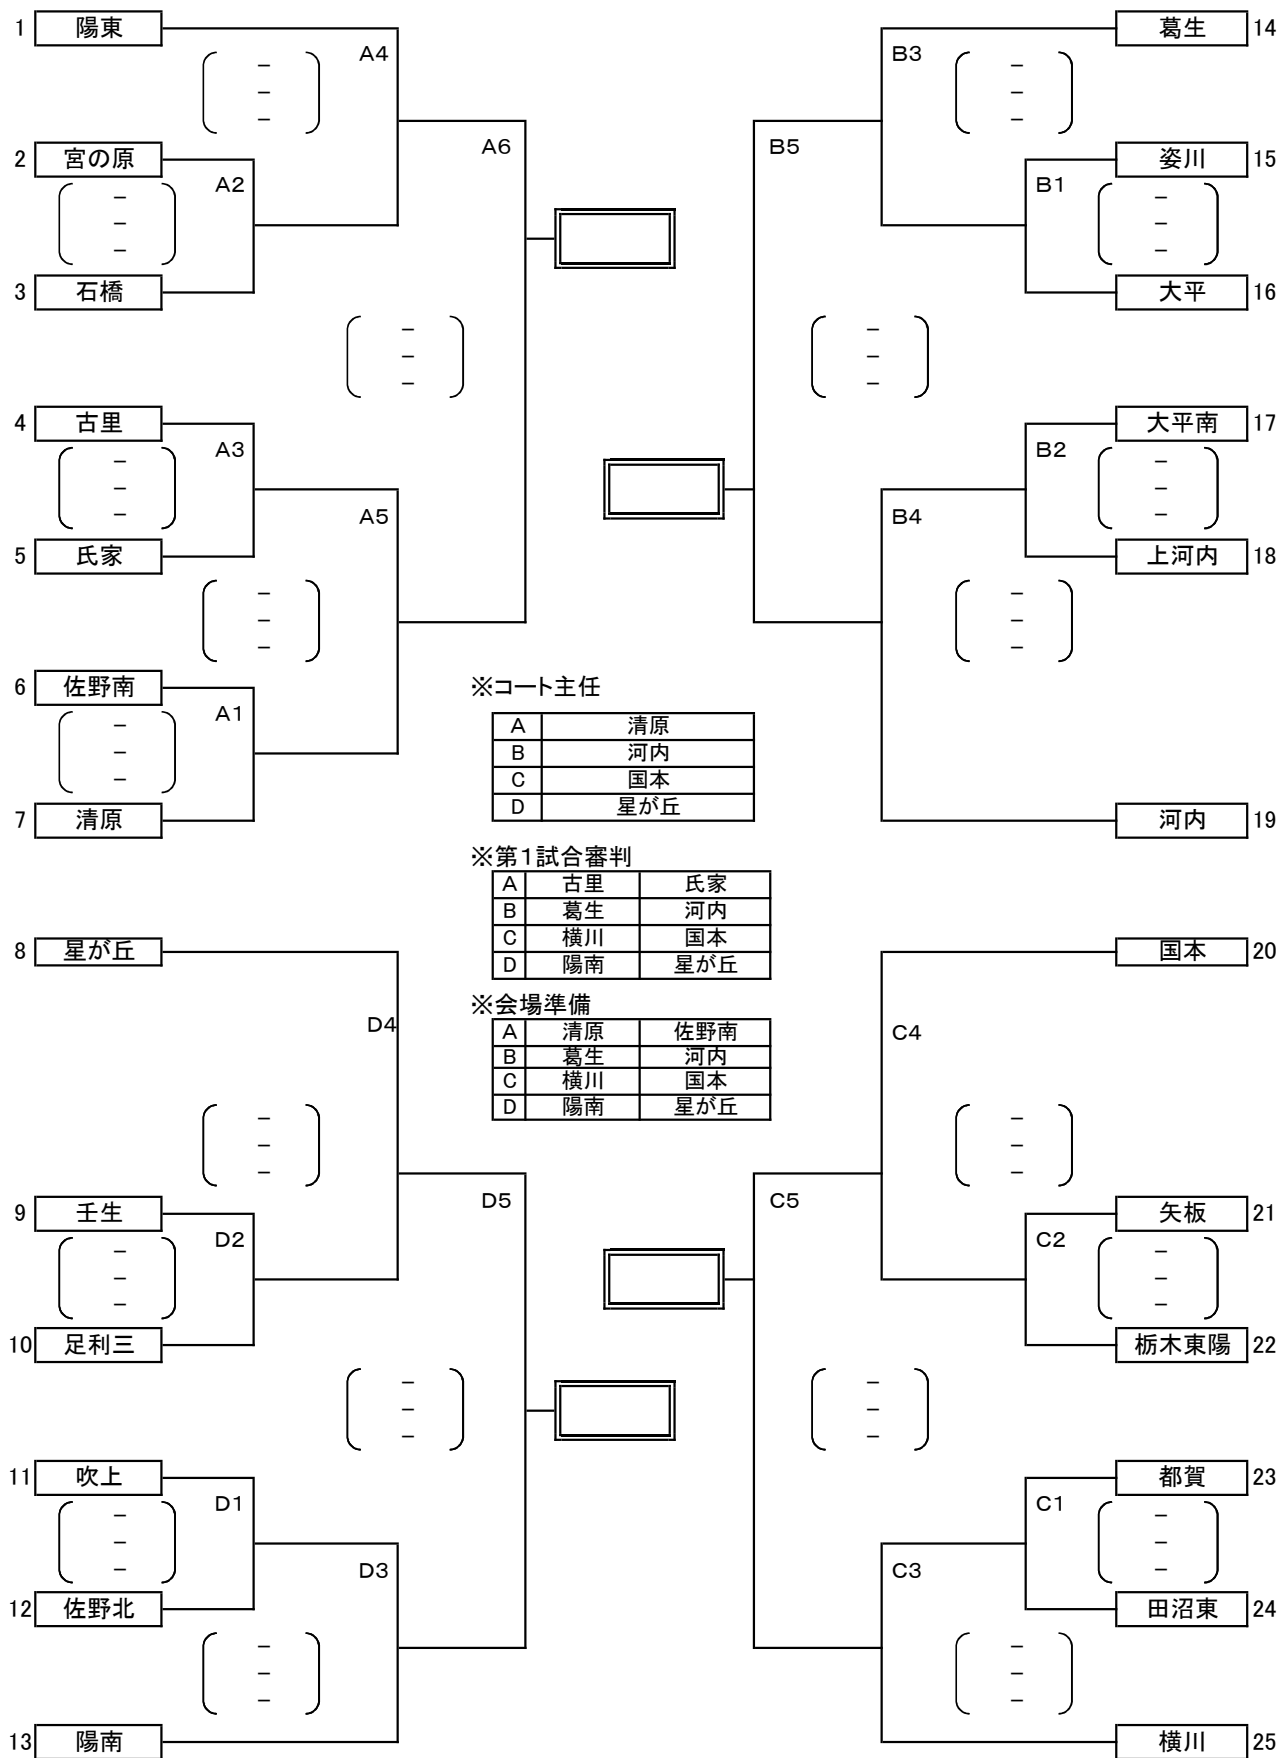 1 陽東
A4
－
－
－
2 宮の原
A2
－
－
－
3 石橋
A6
－
－
－
4 古里
A3
－
－
－
5 氏家
A5
－
－
－
6 佐野南
A1
－
－
－
7 清原
8 星が丘
D4
－
－
－
9 壬生
D2
－
－
－
10 足利三
D5
－
－
－
11 吹上
D1
－
－
－
12 佐野北
D3
－
－
－
13 陽南
※コート主任
A 清原
B 河内
C 国本
D 星が丘
※第１試合審判
A 古里 氏家
B 葛生 河内
C 横川 国本
D 陽南 星が丘
※会場準備
A 清原 佐野南
B 葛生 河内
C 横川 国本
D 陽南 星が丘
葛生 14
B3
－
－
－
姿川 15
B1
－
－
－
大平 16
B5
－
－
－
大平南 17
B2
－
－
－
上河内 18
B4
－
－
－
河内 19
国本 20
C4
－
－
－
矢板 21
C2
－
－
－
栃木東陽 22
C5
－
－
－
都賀 23
C1
－
－
－
田沼東 24
C3
－
－
－
横川 25